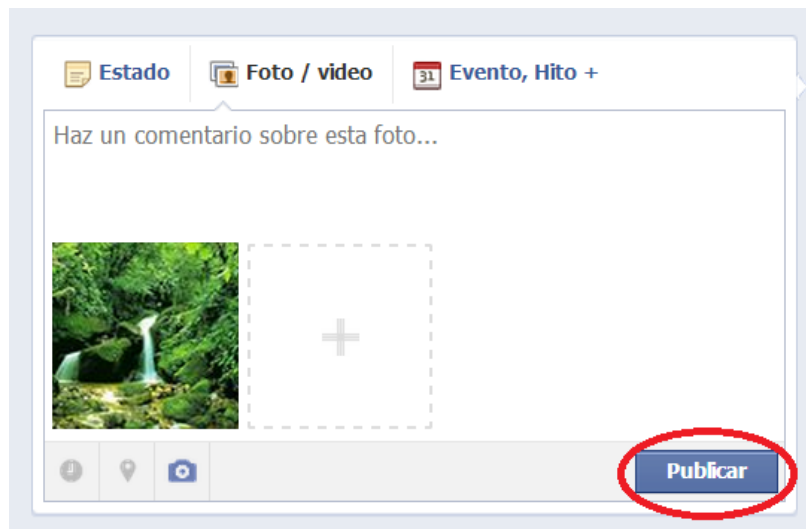 Estado Foto / video Evento, Hito +
Haz un comentario sobre esta foto...
Publicar